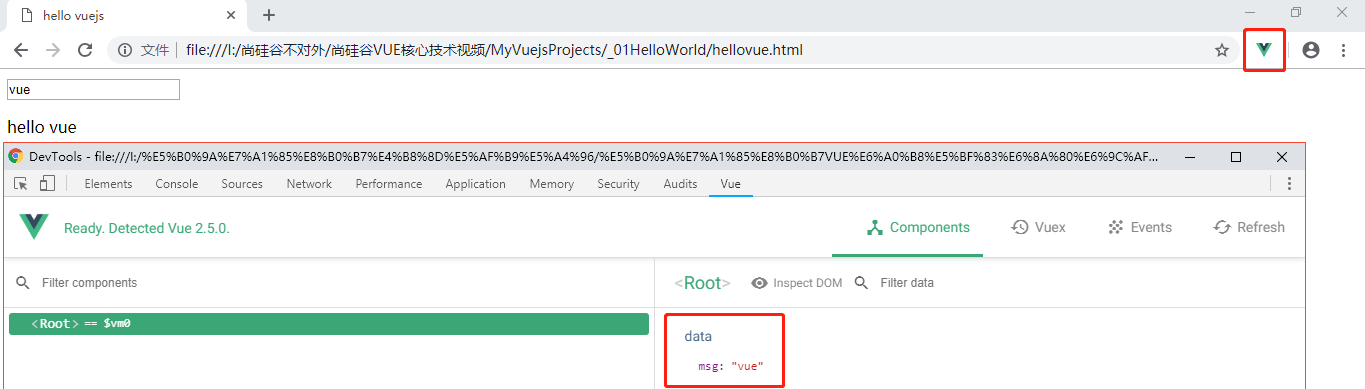 hello vuejs
文件 file:///I:/尚硅谷不对外/尚硅谷VUE核心技术视频/MyVuejsProjects/_01HelloWorld/hellovue.html
vue
hello vue
DevTools - file:///I:/%E5%B0%9A%E7%A1%85%E8%B0%B7%E4%B8%8D%E5%AF%B9%E5%A4%96/%E5%B0%9A%E7%A1%85%E8%B0%B7VUE%E6%A0%B8%E5%BF%83%E6%8A%80%E6%9C%AF...
Elements Console Sources Network Performance Application Memory Security Audits Vue
Ready. Detected Vue 2.5.0. Components Vuex Events Refresh
Filter components <Root> Inspect DOM Filter data
<Root> == $vm0
data
msg: "vue"